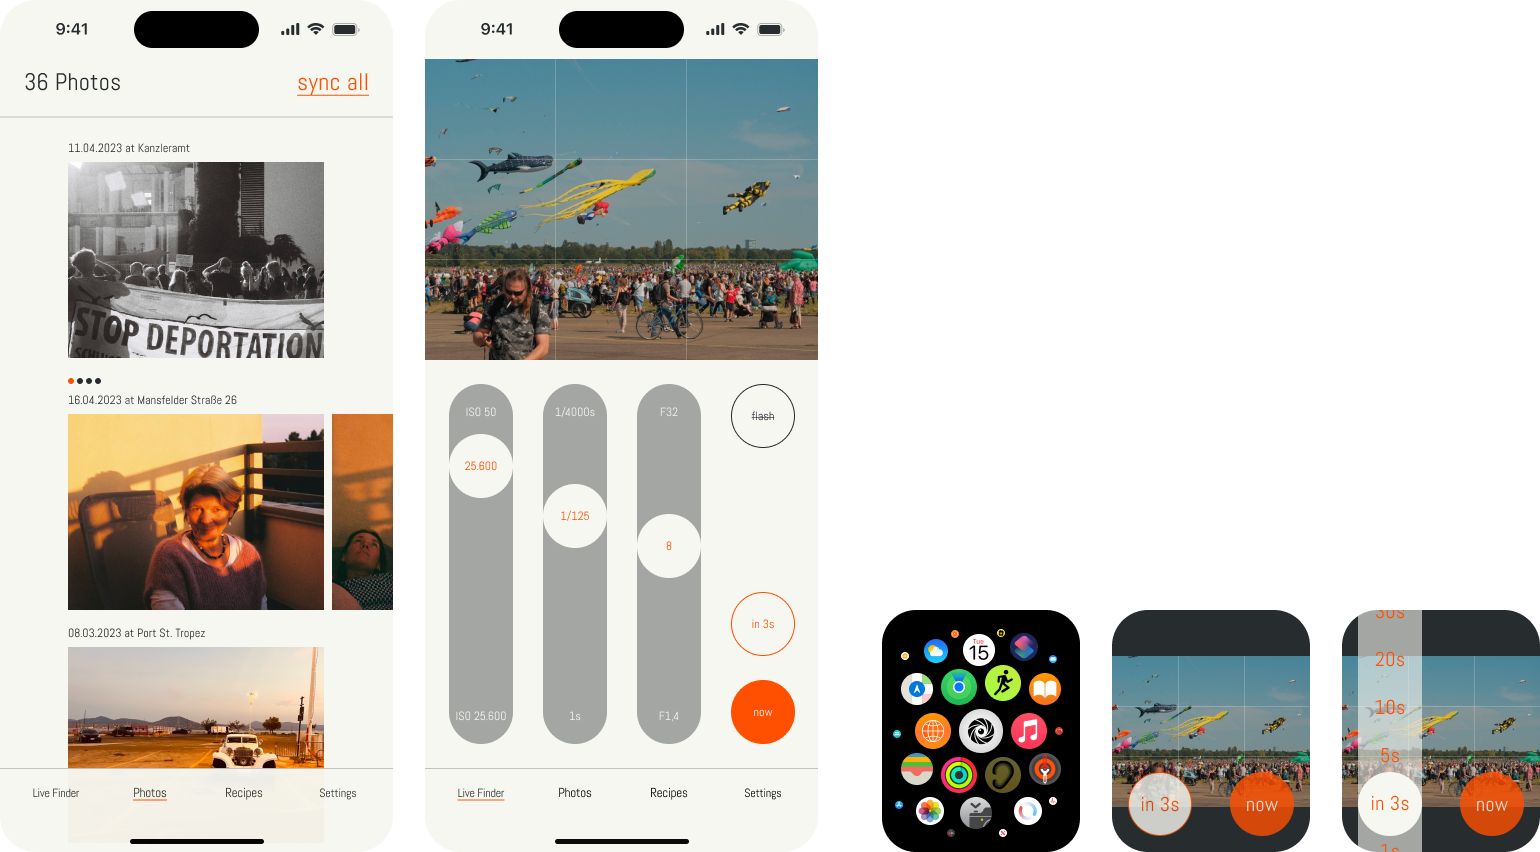 9:41
36 Photos
sync all
11.04.2023 at Kanzleramt
STOP DEPORTATION
16.04.2023 at Mansfelder Straße 26
08.03.2023 at Port St. Tropez
Live Finder
Photos
Recipes
Settings
9:41
ISO 50
1/4000s
F32
flash
25.600
1/125
8
in 3s
ISO 25.600
1s
F1,4
now
Live Finder
Photos
Recipes
Settings
Tue
15
in 3s
now
30s
20s
10s
5s
in 3s
now
1s